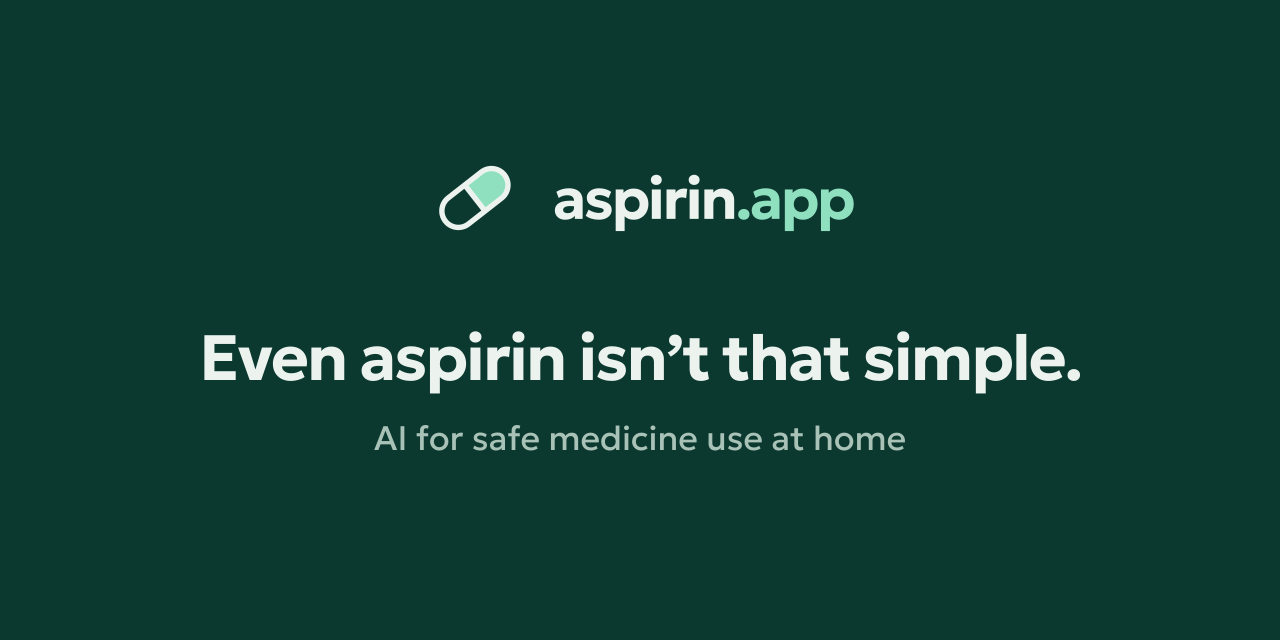 aspirin.app
Even aspirin isn’t that simple.
AI for safe medicine use at home